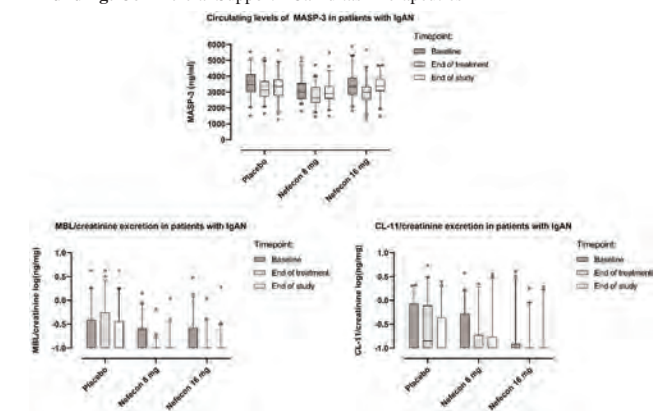 Circulating levels of MASP-3 in patients with IgAN
Timepoint:
Baseline
End of treatment
End of study
MASP-3 (ng/ml)
6000
5000
4000
3000
2000
1000
0
Placebo
Nefecon 8 mg
Nefecon 16 mg
MBL/creatinine excretion in patients with IgAN
Timepoint:
Baseline
End of treatment
End of study
MBL/creatinine log(ng/mg)
1.0
0.5
0.0
-0.5
-1.0
Placebo
Nefecon 8 mg
Nefecon 16 mg
CL-11/creatinine excretion in patients with IgAN
Timepoint:
Baseline
End of treatment
End of study
CL-11/creatinine log(ng/mg)
1.0
0.5
0.0
-0.5
-1.0
Placebo
Nefecon 8 mg
Nefecon 16 mg